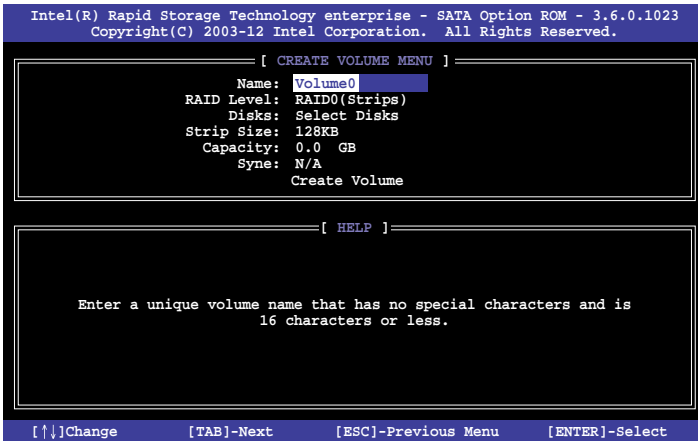 Intel(R) Rapid Storage Technology enterprise - SATA Option ROM - 3.6.0.1023
Copyright(C) 2003-12 Intel Corporation.  All Rights Reserved.
[ CREATE VOLUME MENU ]
Name: Volume0
RAID Level: RAID0(Strips)
Disks: Select Disks
Strip Size: 128KB
Capacity: 0.0  GB
Syne: N/A
Create Volume
[ HELP ]
Enter a unique volume name that has no special characters and is
16 characters or less.
[↑↓]Change [TAB]-Next [ESC]-Previous Menu [ENTER]-Select